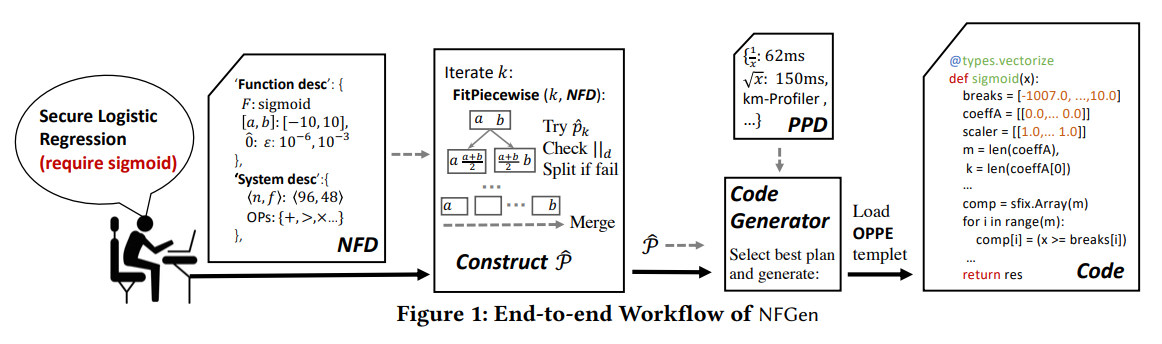 Secure Logistic
Regression
(require sigmoid)
‘Function desc’: {
F: sigmoid
[a, b]: [−10, 10],
0̂: ε: 10⁻⁶, 10⁻³
},
‘System desc’:{
⟨n, f⟩: ⟨96, 48⟩
OPs: {+, >,×...}
},
NFD
Iterate k:
FitPiecewise (k, NFD):
a b
Try p̂ₖ
Check ||d
Split if fail
a a+b/2
a+b/2 b
...
a ... b
Merge
Construct 𝒫̂
𝒫̂
{1/x: 62ms
√x: 150ms,
km-Profiler ,
...}
PPD
Code
Generator
Select best plan
and generate:
Load
OPPE
templet
@types.vectorize
def sigmoid(x):
breaks = [-1007.0, ...,10.0]
coeffA = [[0.0,... 0.0]]
scaler = [[1.0,... 1.0]]
m = len(coeffA),
k = len(coeffA[0])
...
comp = sfix.Array(m)
for i in range(m):
comp[i] = (x >= breaks[i])
...
return res
Code
Figure 1: End-to-end Workflow of NFGen